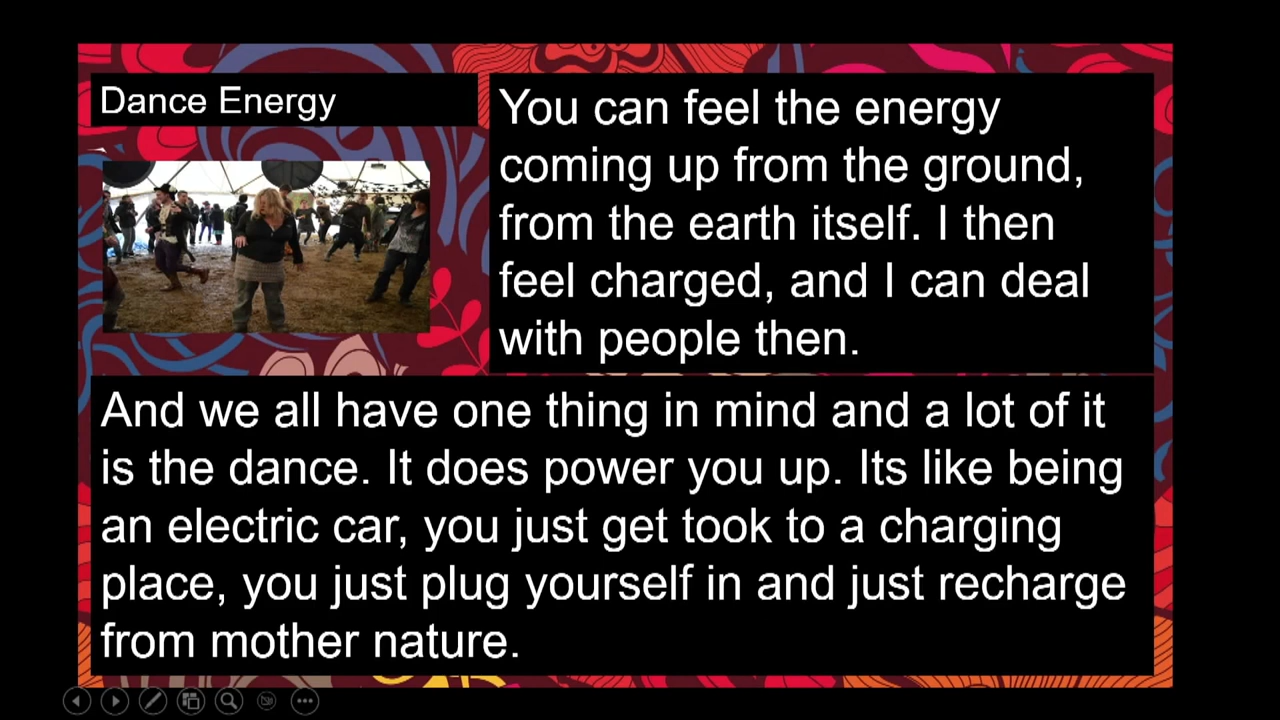 Dance Energy
You can feel the energy
coming up from the ground,
from the earth itself. I then
feel charged, and I can deal
with people then.
And we all have one thing in mind and a lot of it
is the dance. It does power you up. Its like being
an electric car, you just get took to a charging
place, you just plug yourself in and just recharge
from mother nature.